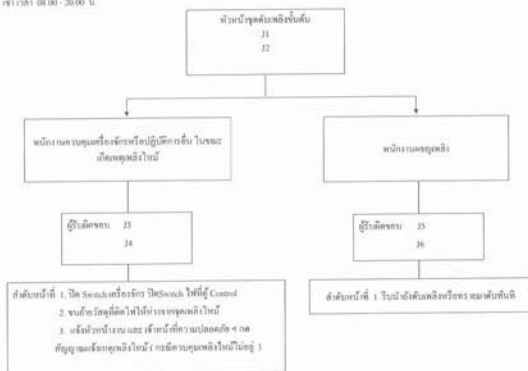 เช้า เวลา 08.00 - 20.00 น.
หัวหน้าชุดดับเพลิงขั้นต้น
J1
J2
พนักงานควบคุมเครื่องจักรหรือปฏิบัติการอื่น ในขณะ
เกิดเหตุเพลิงไหม้
พนักงานผจญเพลิง
ผู้รับผิดชอบ J3
J4
ผู้รับผิดชอบ J5
J6
ลำดับหน้าที่ 1. ปิด Switch เครื่องจักร ปิด Switch ไฟที่ตู้ Control
2. ขนย้ายวัสดุที่ติดไฟให้ห่างจากจุดเพลิงไหม้
3. แจ้งหัวหน้างาน และ เจ้าหน้าที่ความปลอดภัย ฯ กด
สัญญาณแจ้งเหตุเพลิงไหม้ ( กรณีควบคุมเพลิงไหม้ไม่อยู่ )
ลำดับหน้าที่ 1 รีบนำถังดับเพลิงหรือทรายมาดับทันที